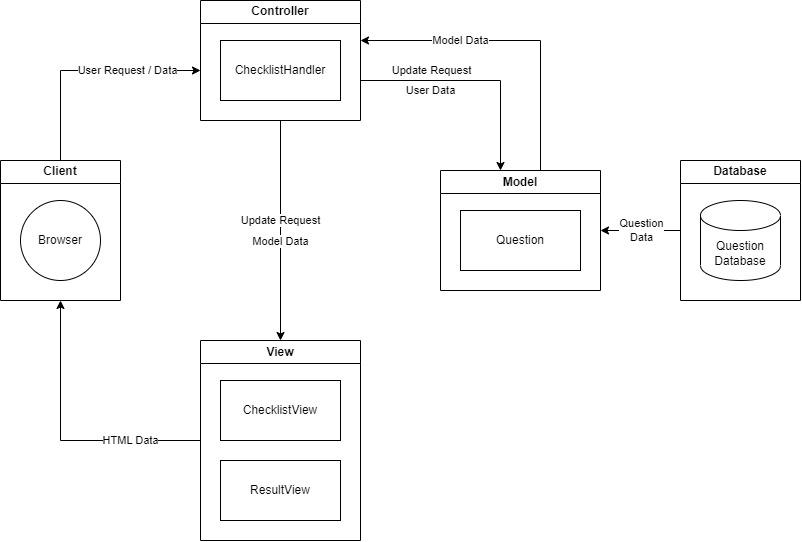 Controller
ChecklistHandler
Model Data
User Request / Data
Update Request
User Data
Client
Browser
Model
Question
Database
Question
Database
Question
Data
Update Request
Model Data
View
ChecklistView
ResultView
HTML Data